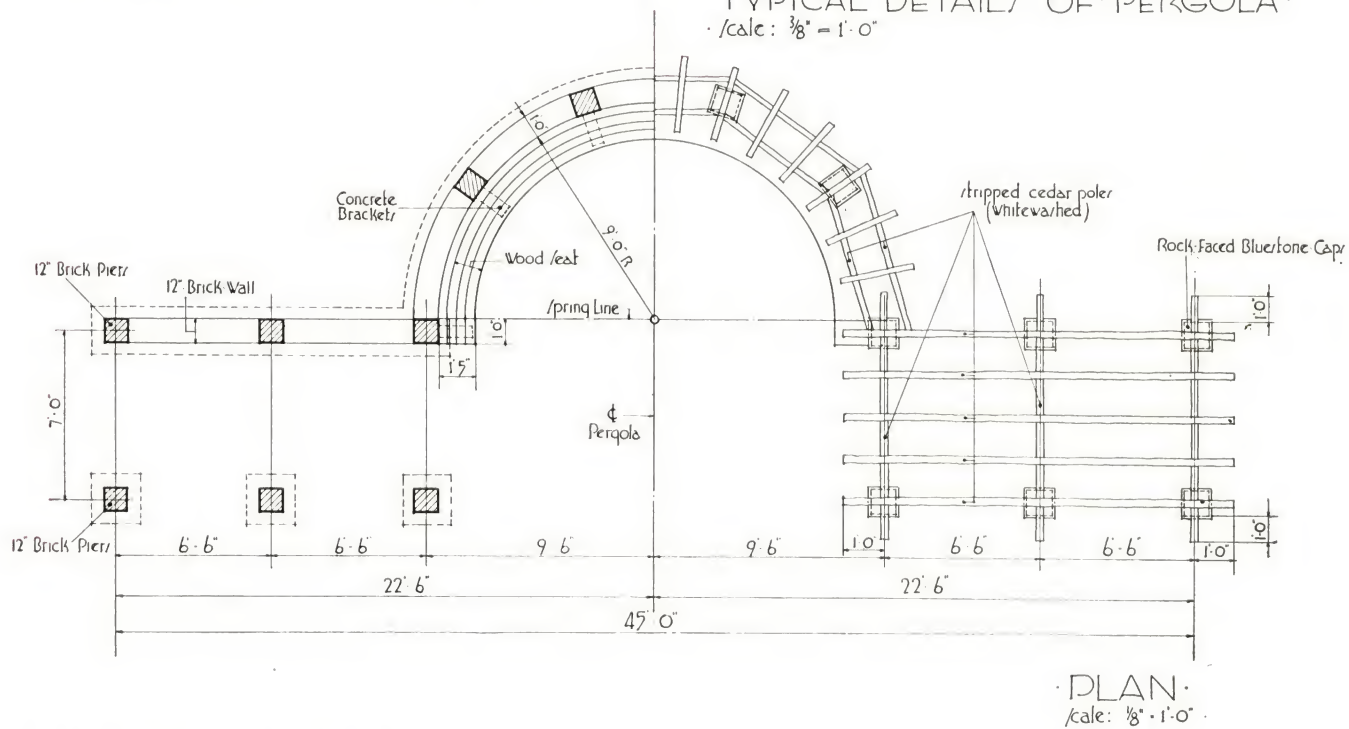 TYPICAL DETAILS OF PERGOLA
Scale: 3/8" = 1'-0"
1'-0"
Concrete
Brackets
9'-0" R
stripped cedar poles
(whitewashed)
Rock Faced Bluestone Caps
Wood seat
12" Brick Piers
12" Brick Wall
Spring Line
1'-0"
1'-0"
1'-5"
7'-0"
℄
Pergola
12" Brick Piers
6'-6"
6'-6"
9'-6"
9'-6"
1'-0"
6'-6"
6'-6"
1'-0"
1'-0"
22'-6"
22'-6"
45'-0"
PLAN
Scale: 1/8" = 1'-0"